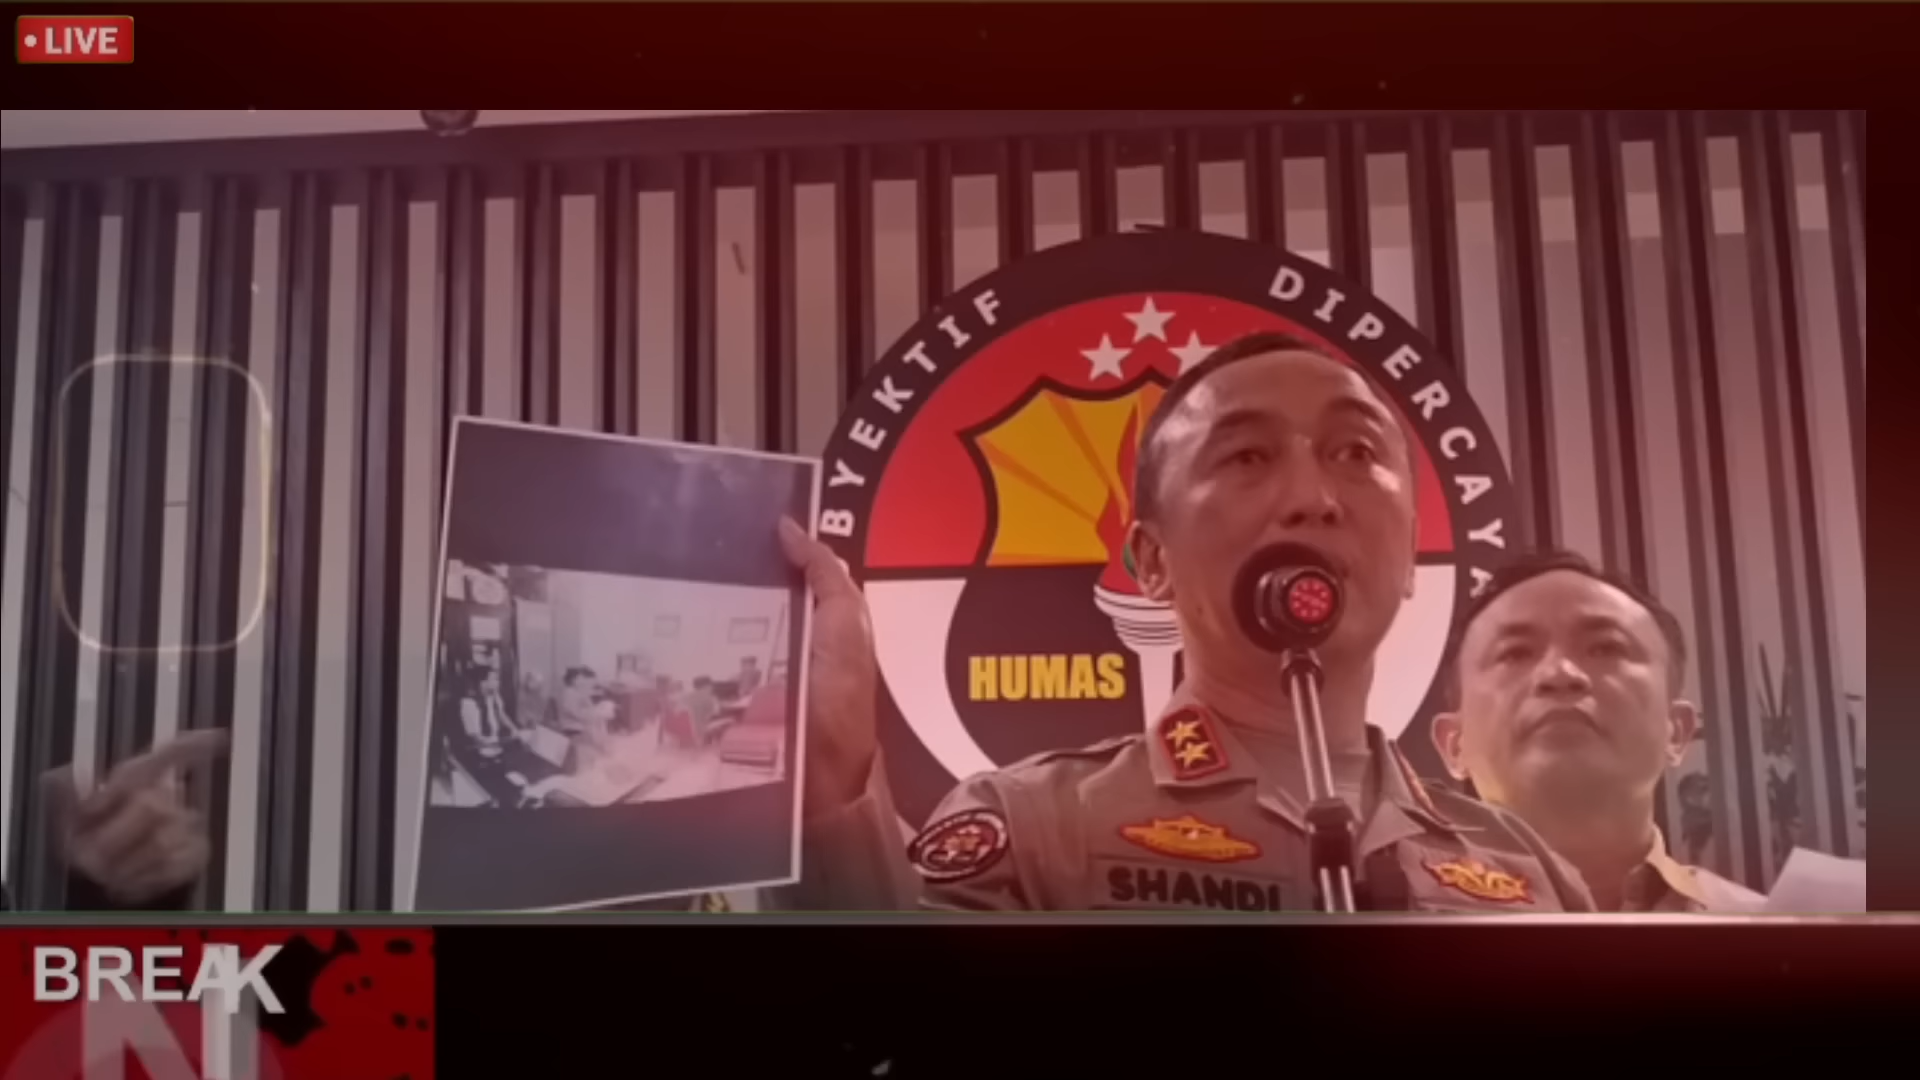 LIVE
BYEKTIF DIPERCAYA
HUMAS
SHANDI
BREAK
N